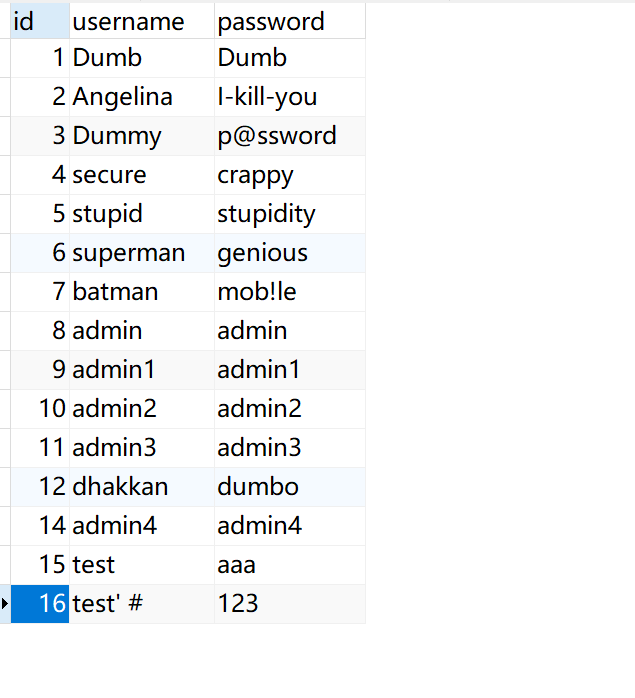 id username password
1 Dumb Dumb
2 Angelina I-kill-you
3 Dummy p@ssword
4 secure crappy
5 stupid stupidity
6 superman genious
7 batman mob!le
8 admin admin
9 admin1 admin1
10 admin2 admin2
11 admin3 admin3
12 dhakkan dumbo
14 admin4 admin4
15 test aaa
16 test' # 123